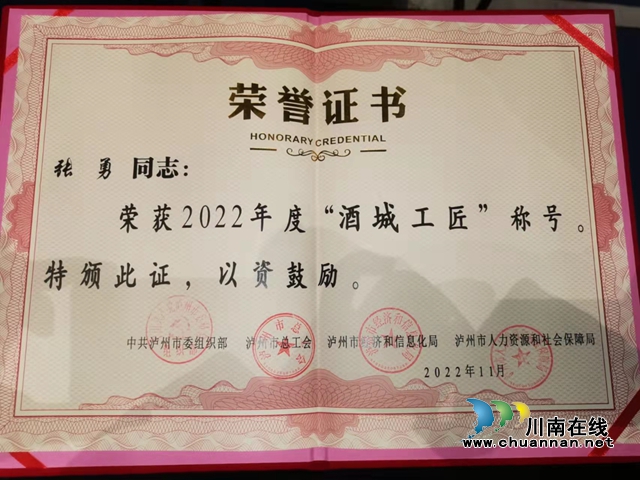 荣誉证书
HONORARY CREDENTIAL
张 勇 同志：
荣获2022年度“酒城工匠”称号。
特颁此证，以资鼓励。
中共泸州市委组织部 泸州市总工会 泸州市经济和信息化局 泸州市人力资源和社会保障局
2022年11月
川南在线
www.chuannan.net